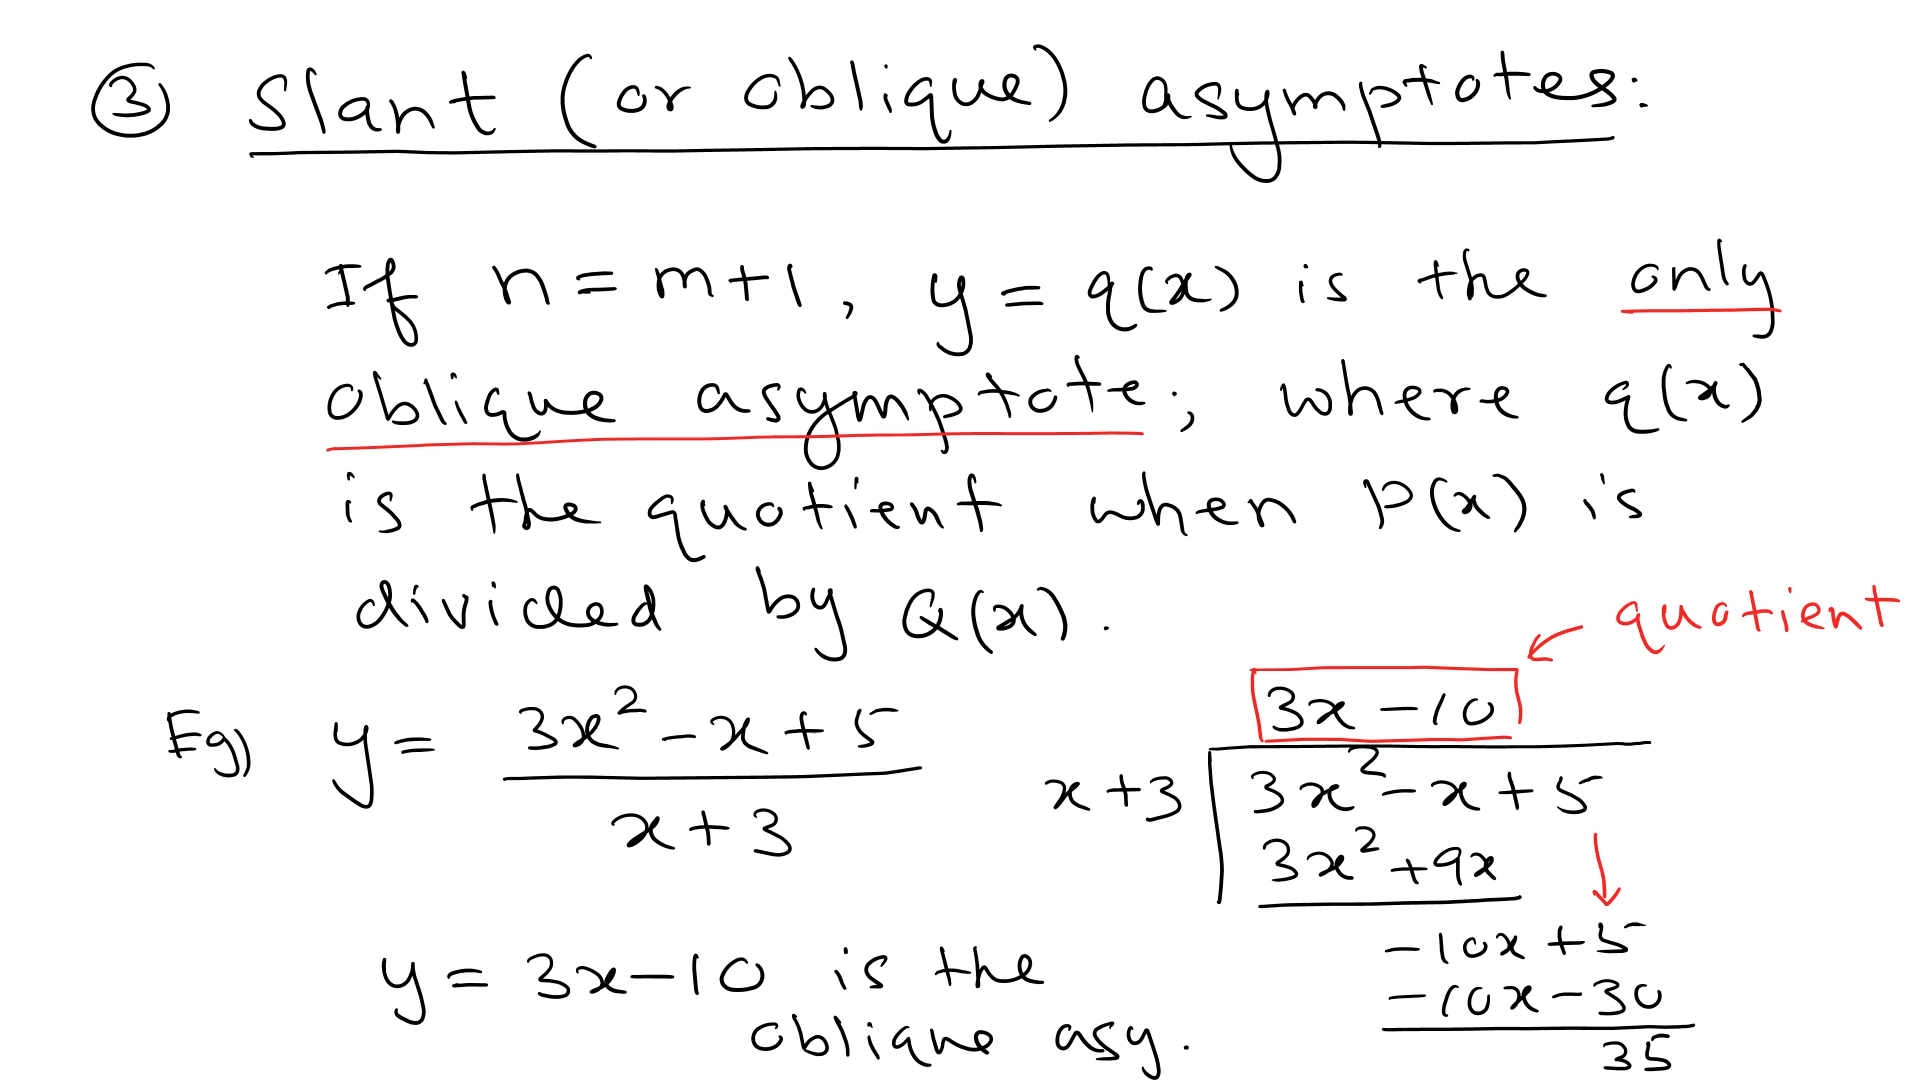 ③ Slant (or oblique) asymptotes:
If n = m+1, y = q(x) is the only
oblique asymptote; where q(x)
is the quotient when P(x) is
divided by Q(x).
quotient
Eg) y = 3x² - x + 5
x + 3
3x - 10
x + 3 3x² - x + 5
3x² + 9x
-10x + 5
-10x - 30
35
y = 3x - 10 is the
oblique asy.